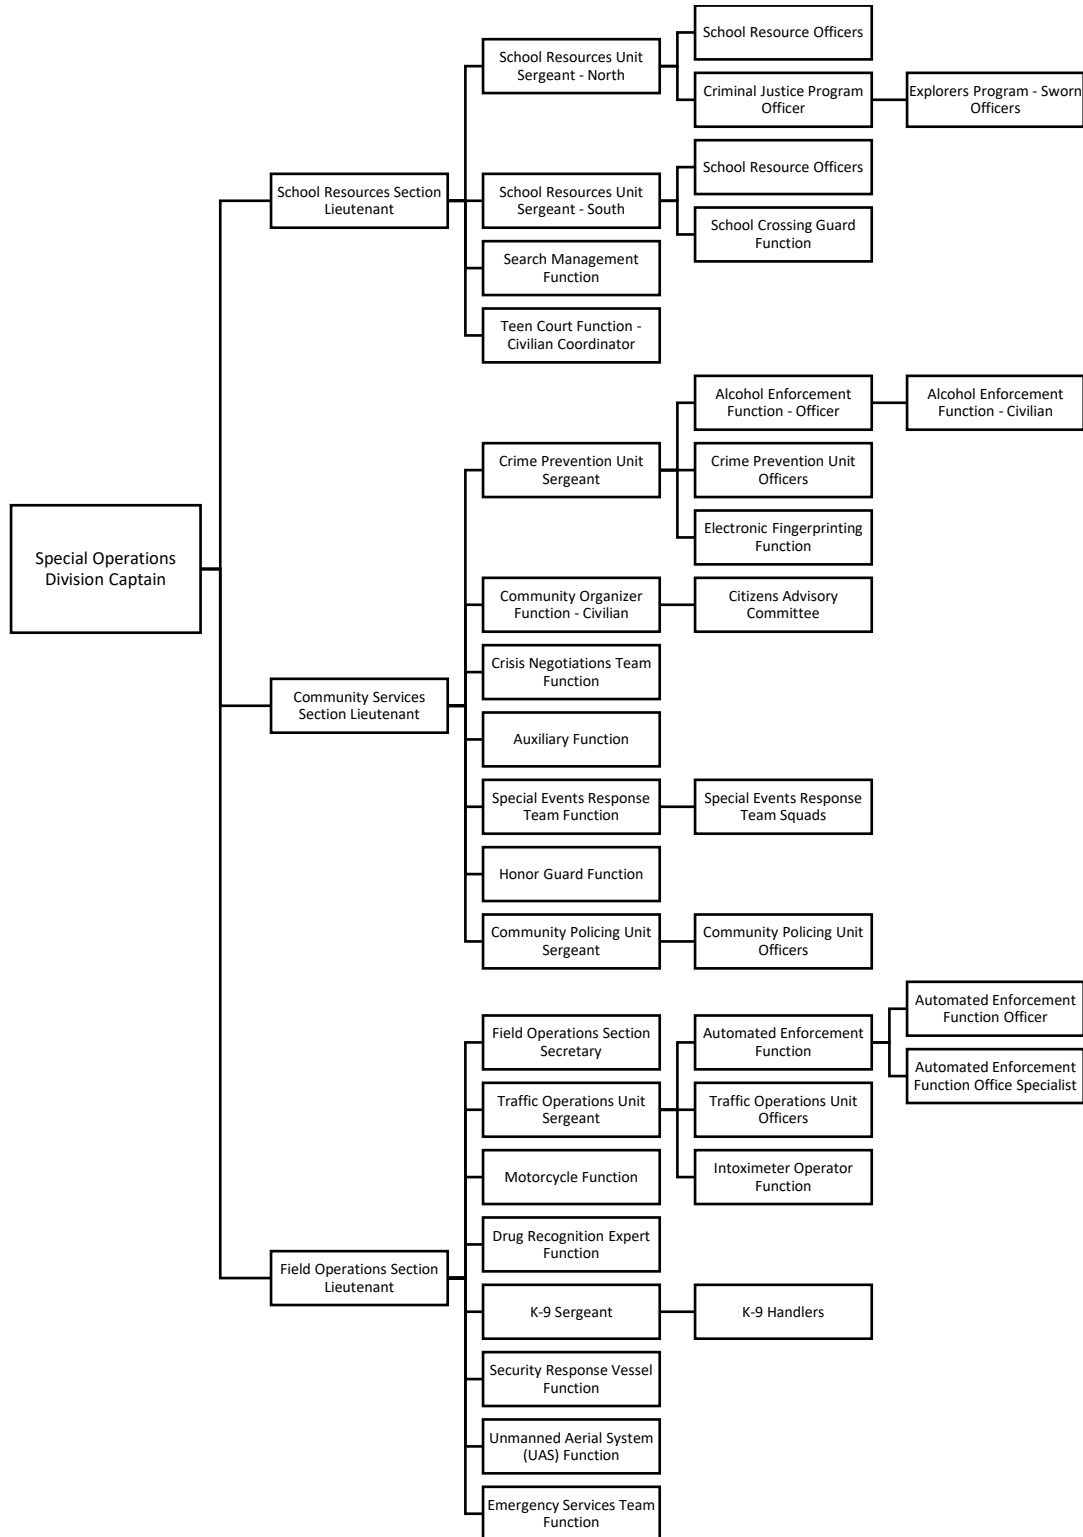 Special Operations
Division Captain
School Resources Section
Lieutenant
School Resources Unit
Sergeant - North
School Resource Officers
Criminal Justice Program
Officer
Explorers Program - Sworn
Officers
School Resources Unit
Sergeant - South
School Resource Officers
School Crossing Guard
Function
Search Management
Function
Teen Court Function -
Civilian Coordinator
Community Services
Section Lieutenant
Crime Prevention Unit
Sergeant
Alcohol Enforcement
Function - Officer
Alcohol Enforcement
Function - Civilian
Crime Prevention Unit
Officers
Electronic Fingerprinting
Function
Community Organizer
Function - Civilian
Citizens Advisory
Committee
Crisis Negotiations Team
Function
Auxiliary Function
Special Events Response
Team Function
Special Events Response
Team Squads
Honor Guard Function
Community Policing Unit
Sergeant
Community Policing Unit
Officers
Field Operations Section
Lieutenant
Field Operations Section
Secretary
Traffic Operations Unit
Sergeant
Automated Enforcement
Function
Automated Enforcement
Function Officer
Automated Enforcement
Function Office Specialist
Traffic Operations Unit
Officers
Intoximeter Operator
Function
Motorcycle Function
Drug Recognition Expert
Function
K-9 Sergeant
K-9 Handlers
Security Response Vessel
Function
Unmanned Aerial System
(UAS) Function
Emergency Services Team
Function